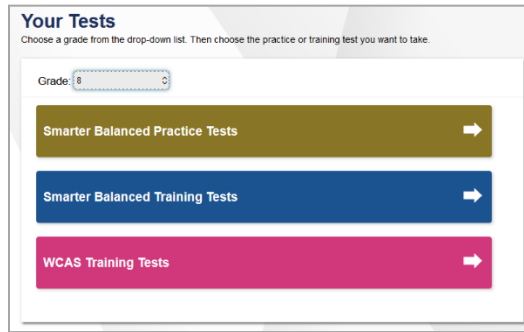 Your Tests
Choose a grade from the drop-down list. Then choose the practice or training test you want to take.
Grade: 8
Smarter Balanced Practice Tests
Smarter Balanced Training Tests
WCAS Training Tests